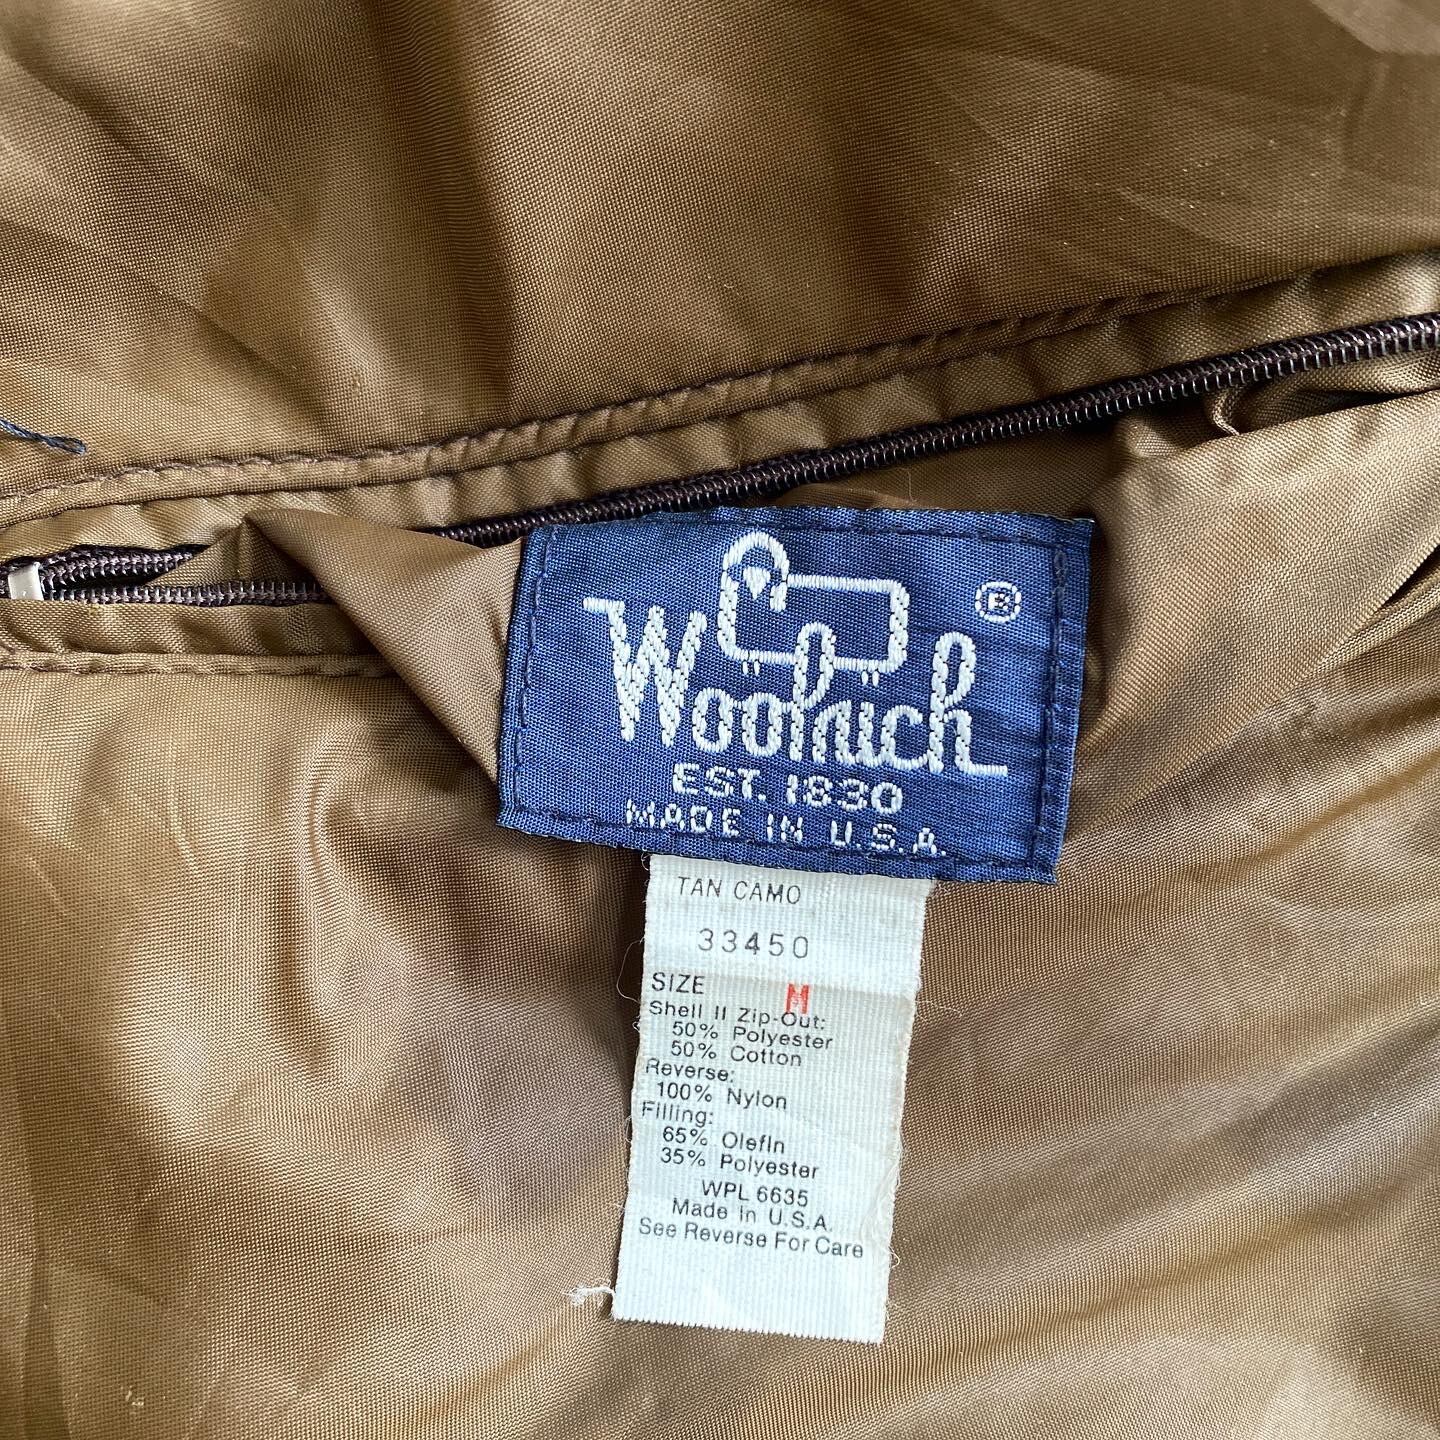 Woolrich ®
EST. 1830
MADE IN U.S.A.
TAN CAMO
33450
SIZE M
Shell II Zip-Out:
50% Polyester
50% Cotton
Reverse:
100% Nylon
Filling:
65% Olefin
35% Polyester
WPL 6635
Made In U.S.A.
See Reverse For Care